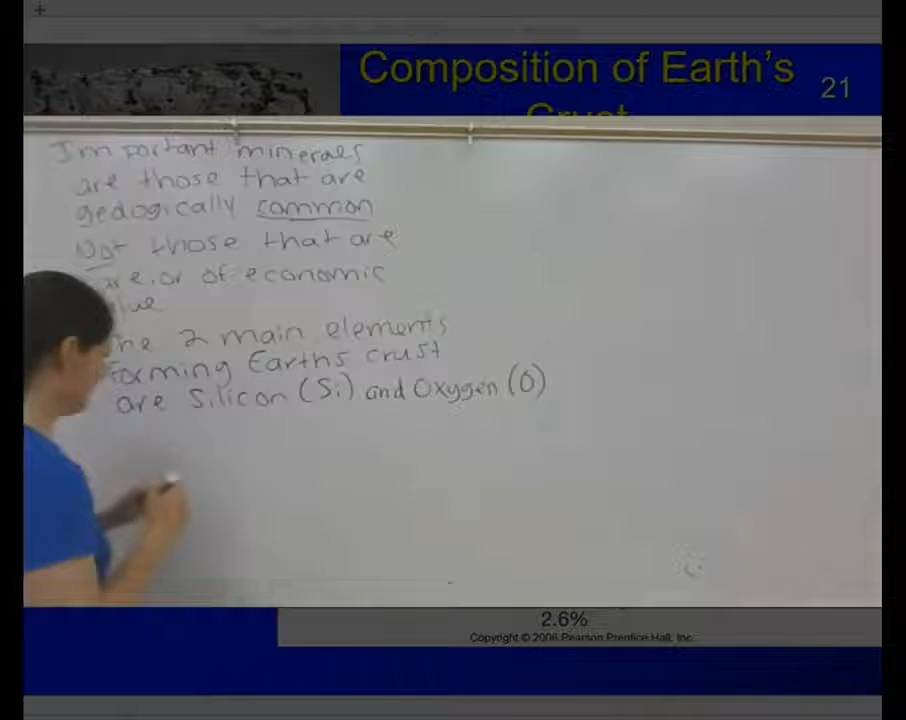 Composition of Earth's
21
Crust
Important minerals
are those that are
geologically common
Not those that are
or of economic
2 main elements
forming Earths crust
are Silicon (Si) and Oxygen (O)
2.6%
Copyright © 2006 Pearson Prentice Hall, Inc.